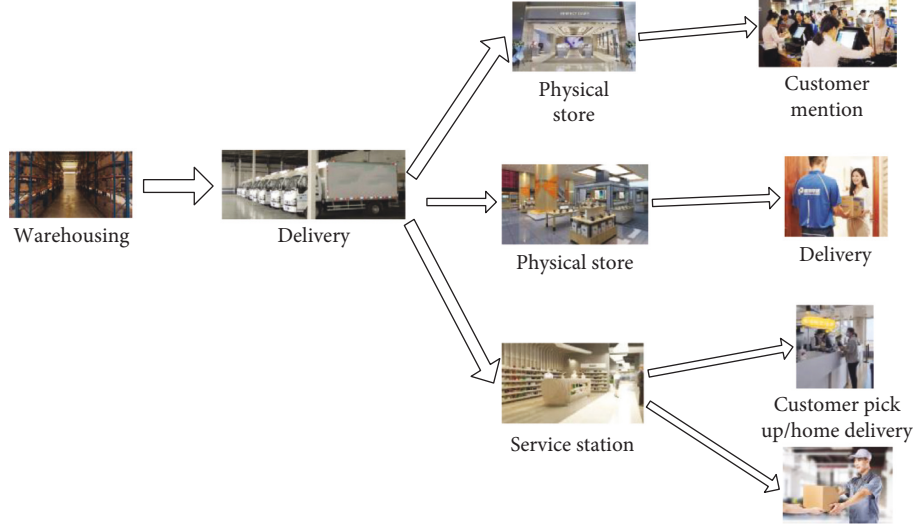 Physical
store
Customer
mention
Warehousing
Delivery
Physical store
Delivery
Service station
Customer pick
up/home delivery